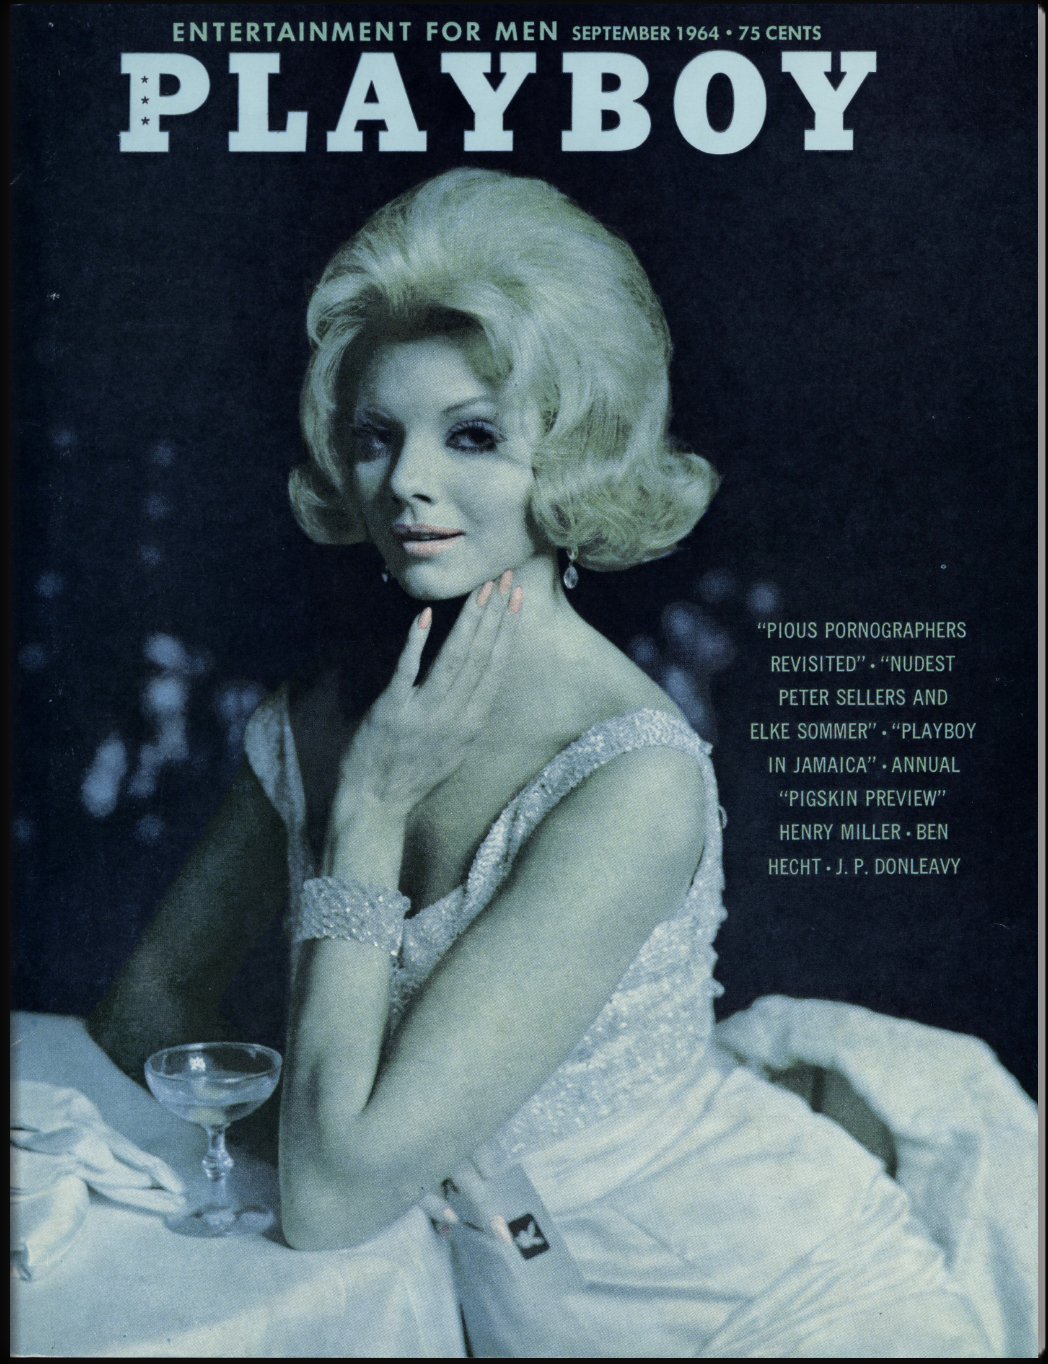 ENTERTAINMENT FOR MEN SEPTEMBER 1964 • 75 CENTS
PLAYBOY
“PIOUS PORNOGRAPHERS
REVISITED” • “NUDEST
PETER SELLERS AND
ELKE SOMMER” • “PLAYBOY
IN JAMAICA” • ANNUAL
“PIGSKIN PREVIEW”
HENRY MILLER • BEN
HECHT • J. P. DONLEAVY